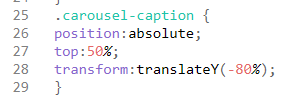 25 .carousel-caption {
26 position:absolute;
27 top:50%;
28 transform:translateY(-80%);
29 }